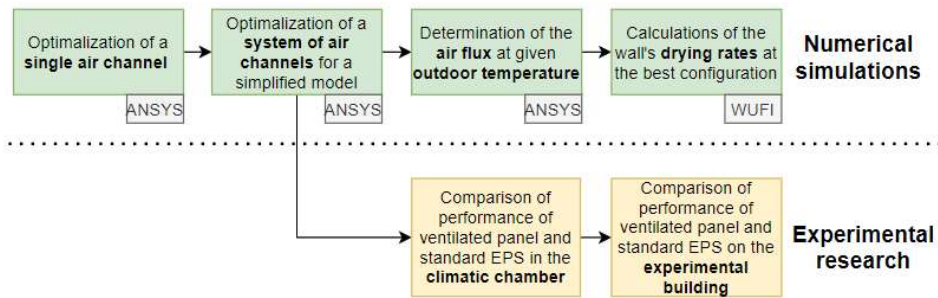 Optimalization of a
single air channel
ANSYS
Optimalization of a
system of air
channels for a
simplified model
ANSYS
Determination of the
air flux at given
outdoor temperature
ANSYS
Calculations of the
wall's drying rates at
the best configuration
WUFI
Numerical
simulations
Comparison of
performance of
ventilated panel and
standard EPS in the
climatic chamber
Comparison of
performance of
ventilated panel and
standard EPS on the
experimental
building
Experimental
research